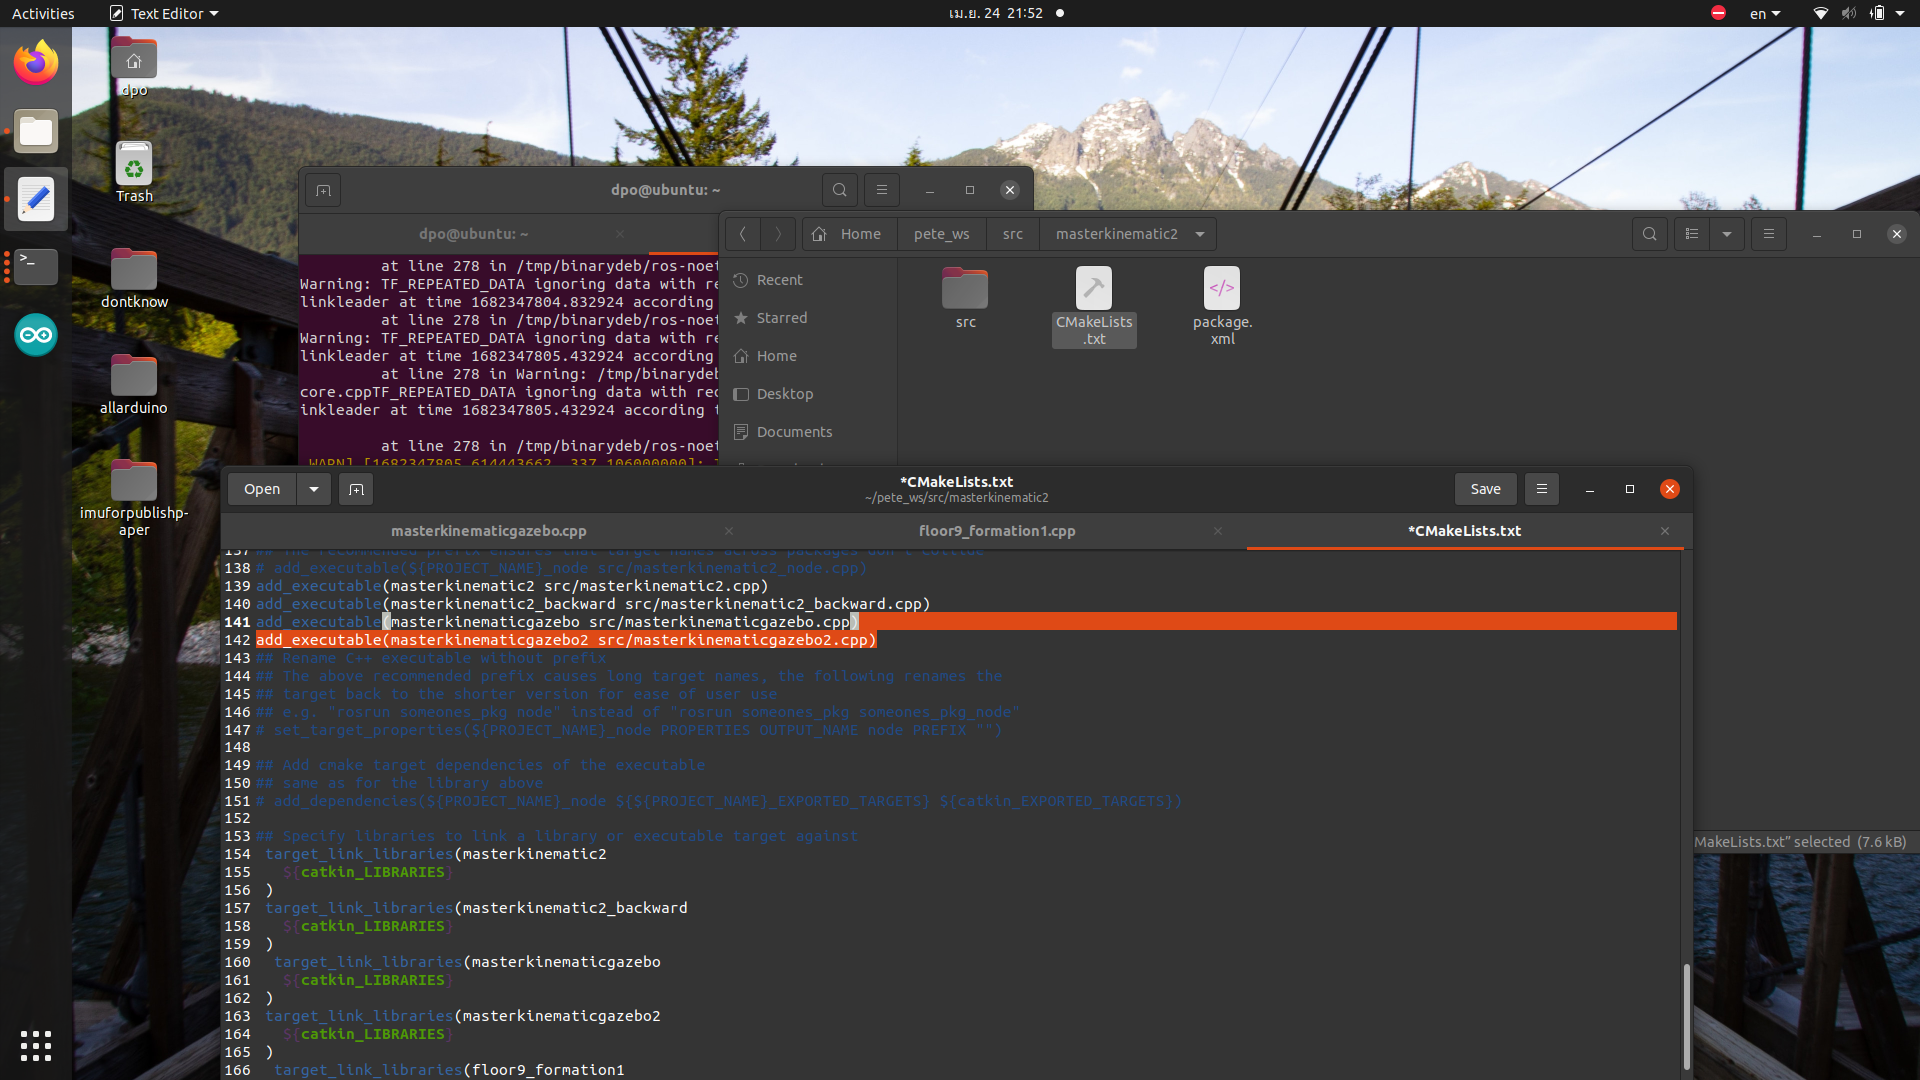 Activities
Text Editor
เม.ย. 24 21:52
en
dpo
Trash
dontknow
allarduino
imuforpublishp-
aper
dpo@ubuntu: ~
dpo@ubuntu: ~
at line 278 in /tmp/binarydeb/ros-noet
Warning: TF_REPEATED_DATA ignoring data with re
linkleader at time 1682347804.832924 according
at line 278 in /tmp/binarydeb/ros-noet
Warning: TF_REPEATED_DATA ignoring data with re
linkleader at time 1682347805.432924 according
at line 278 in Warning: /tmp/binarydeb
core.cppTF_REPEATED_DATA ignoring data with rec
inkleader at time 1682347805.432924 according t
at line 278 in /tmp/binarydeb/ros-noet
WARN] [1682347805.614443662, 337.106000000]:
Home
pete_ws
src
masterkinematic2
Recent
Starred
Home
Desktop
Documents
src
CMakeLists
.txt
package.
xml
MakeLists.txt" selected (7.6 kB)
Open
*CMakeLists.txt
~/pete_ws/src/masterkinematic2
Save
masterkinematicgazebo.cpp
floor9_formation1.cpp
*CMakeLists.txt
137 ## The recommended prefix ensures that target names across packages don't collide
138 # add_executable(${PROJECT_NAME}_node src/masterkinematic2_node.cpp)
139 add_executable(masterkinematic2 src/masterkinematic2.cpp)
140 add_executable(masterkinematic2_backward src/masterkinematic2_backward.cpp)
141 add_executable(masterkinematicgazebo src/masterkinematicgazebo.cpp)
142 add_executable(masterkinematicgazebo2 src/masterkinematicgazebo2.cpp)
143 ## Rename C++ executable without prefix
144 ## The above recommended prefix causes long target names, the following renames the
145 ## target back to the shorter version for ease of user use
146 ## e.g. "rosrun someones_pkg node" instead of "rosrun someones_pkg someones_pkg_node"
147 # set_target_properties(${PROJECT_NAME}_node PROPERTIES OUTPUT_NAME node PREFIX "")
148
149 ## Add cmake target dependencies of the executable
150 ## same as for the library above
151 # add_dependencies(${PROJECT_NAME}_node ${${PROJECT_NAME}_EXPORTED_TARGETS} ${catkin_EXPORTED_TARGETS})
152
153 ## Specify libraries to link a library or executable target against
154 target_link_libraries(masterkinematic2
155 ${catkin_LIBRARIES}
156 )
157 target_link_libraries(masterkinematic2_backward
158 ${catkin_LIBRARIES}
159 )
160 target_link_libraries(masterkinematicgazebo
161 ${catkin_LIBRARIES}
162 )
163 target_link_libraries(masterkinematicgazebo2
164 ${catkin_LIBRARIES}
165 )
166 target_link_libraries(floor9_formation1